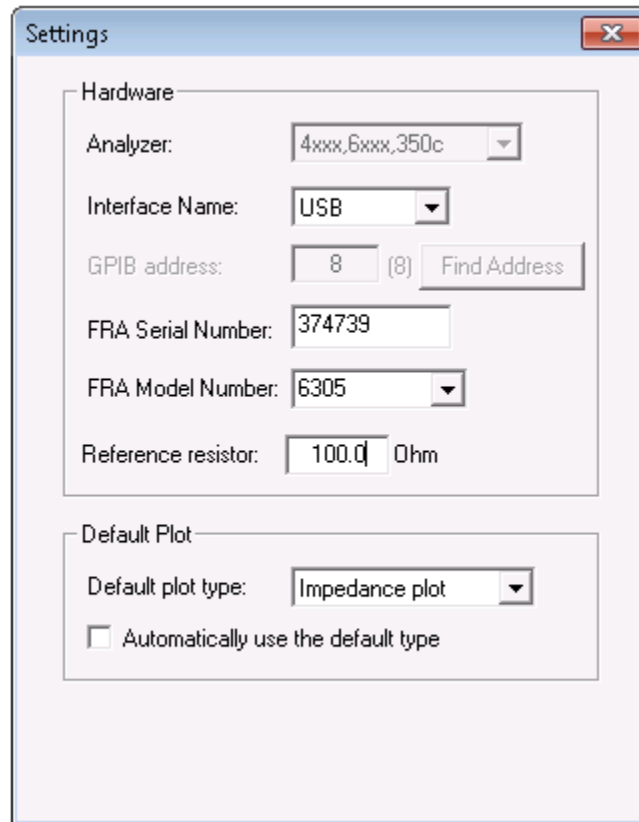 Settings
Hardware
Analyzer: 4xxx,6xxx,350c
Interface Name: USB
GPIB address: 8 (8) Find Address
FRA Serial Number: 374739
FRA Model Number: 6305
Reference resistor: 100.0 Ohm
Default Plot
Default plot type: Impedance plot
Automatically use the default type